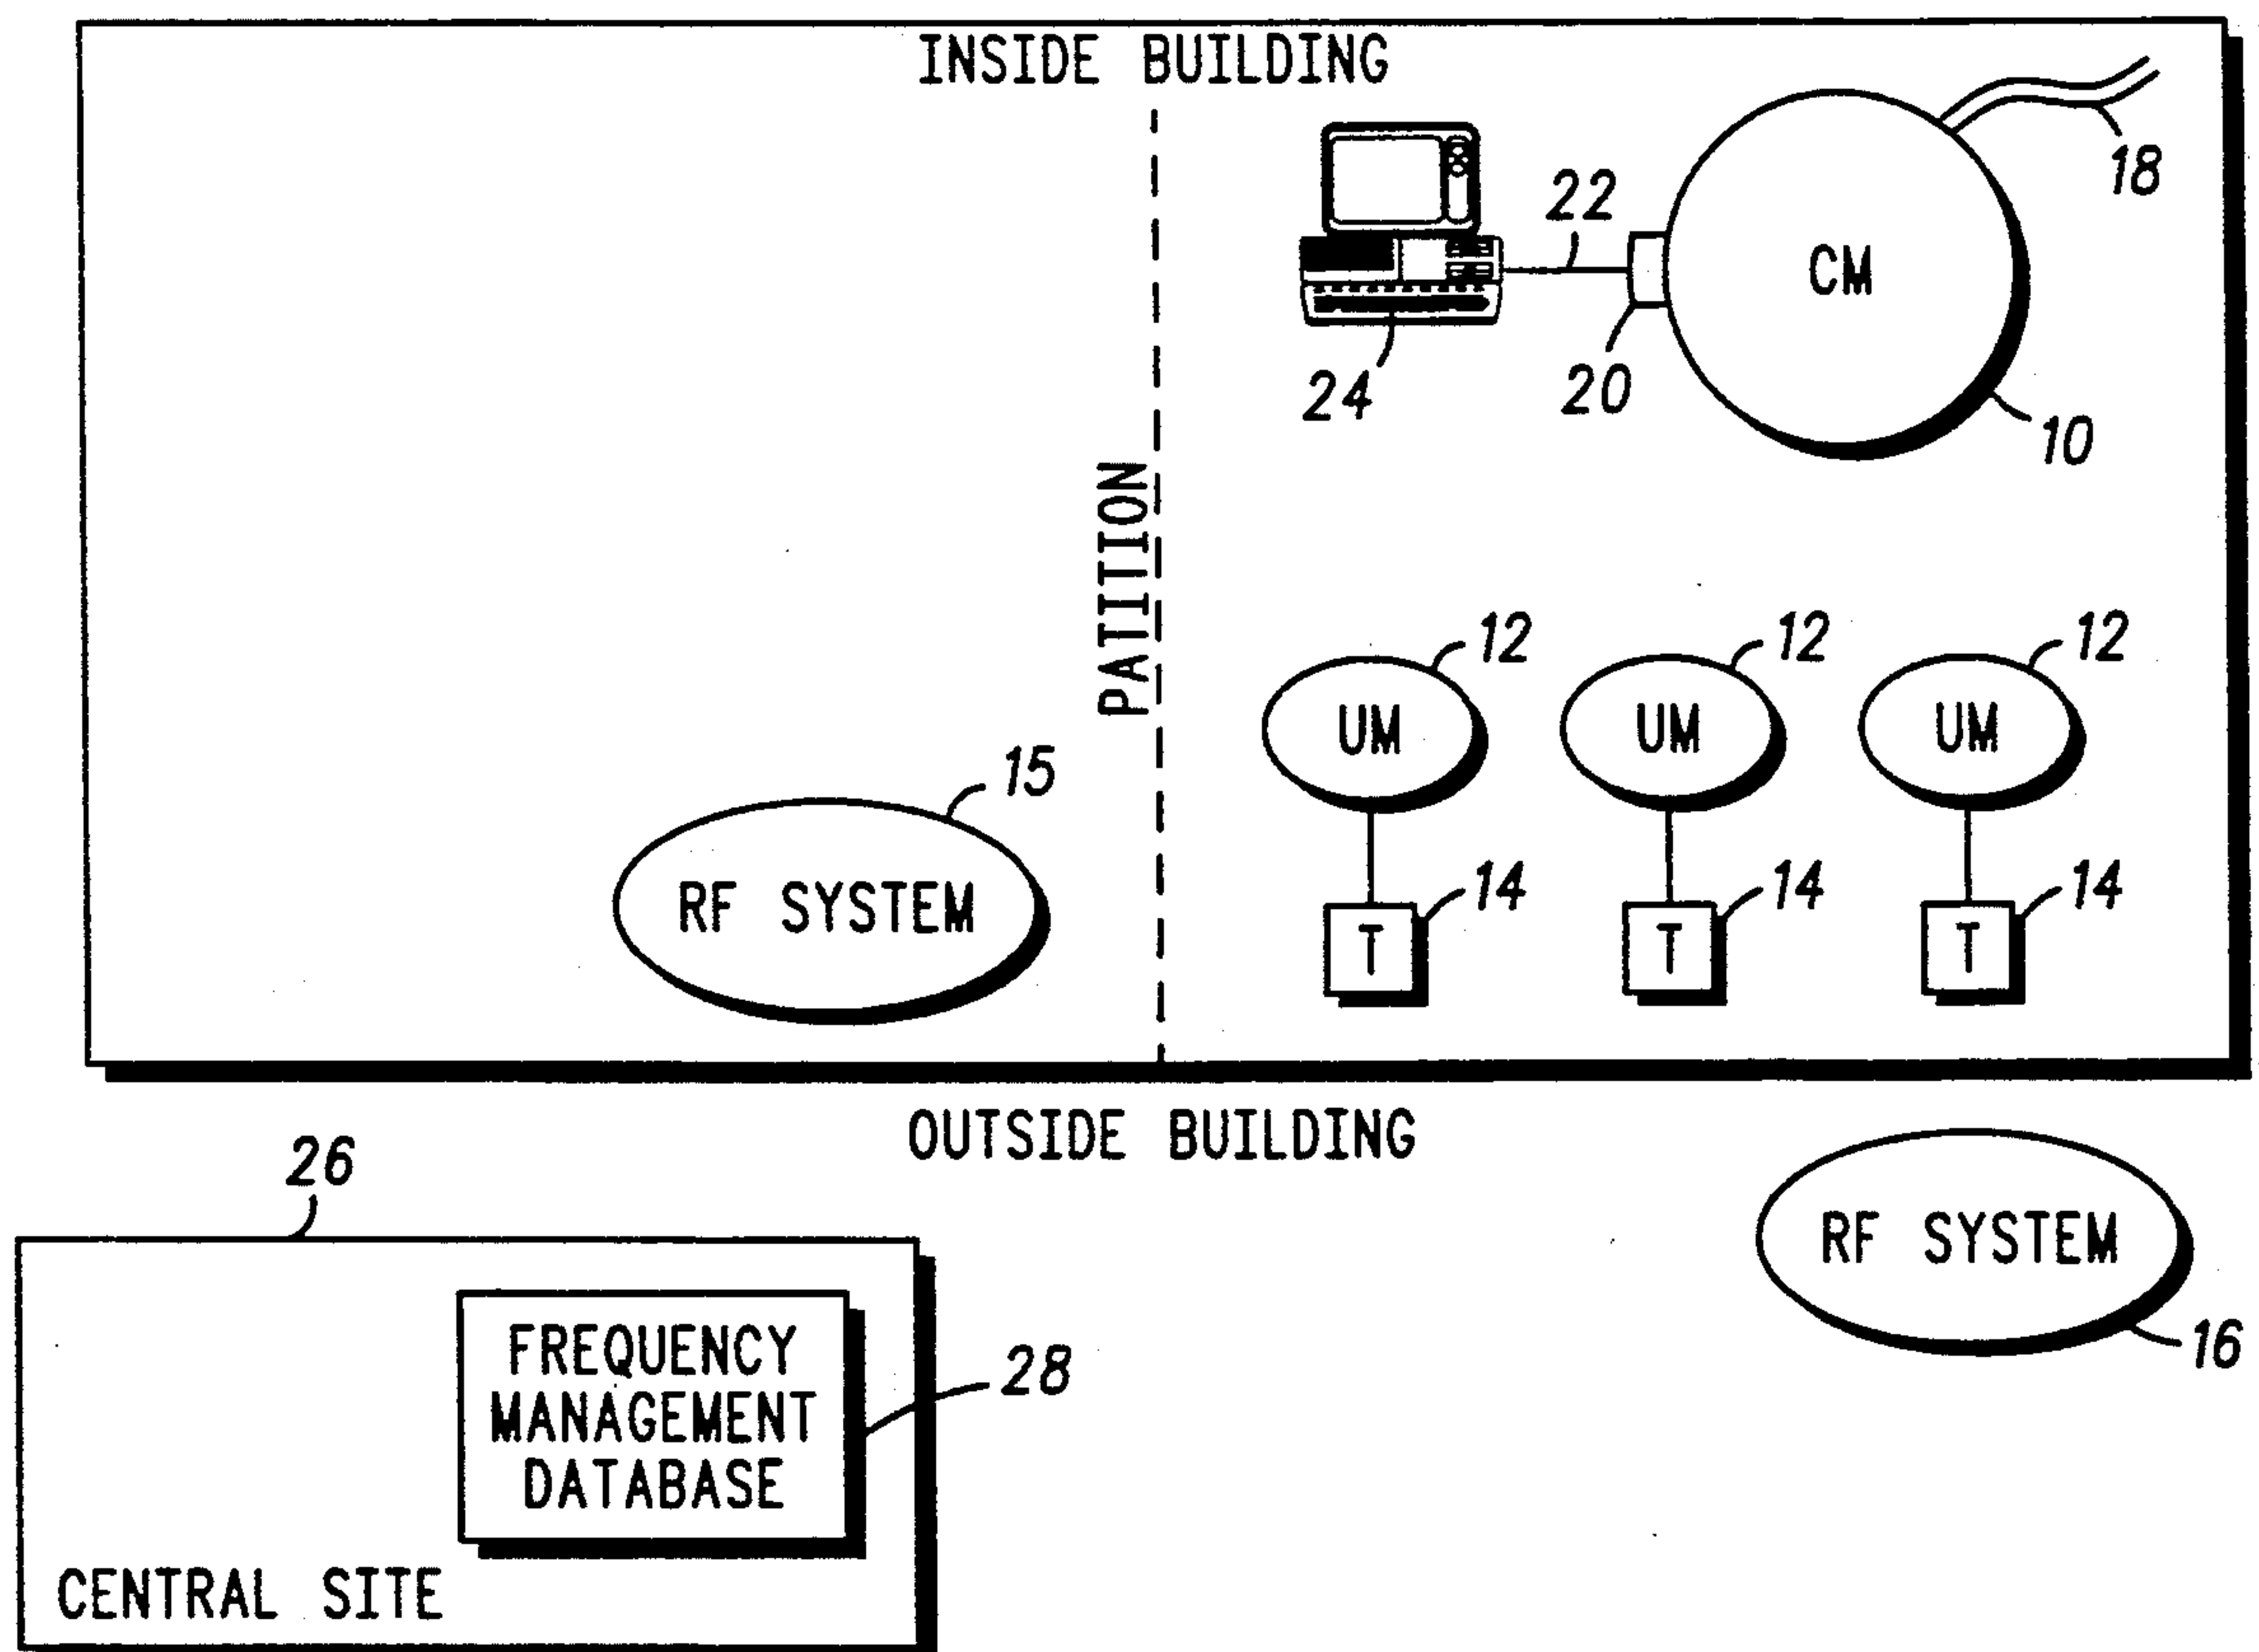 INSIDE BUILDING
18
22
CM
24
20
10
PATITION
12
12
12
UM
UM
UM
15
RF SYSTEM
14
14
14
T
T
T
OUTSIDE BUILDING
26
RF SYSTEM
16
FREQUENCY
MANAGEMENT
DATABASE
28
CENTRAL SITE